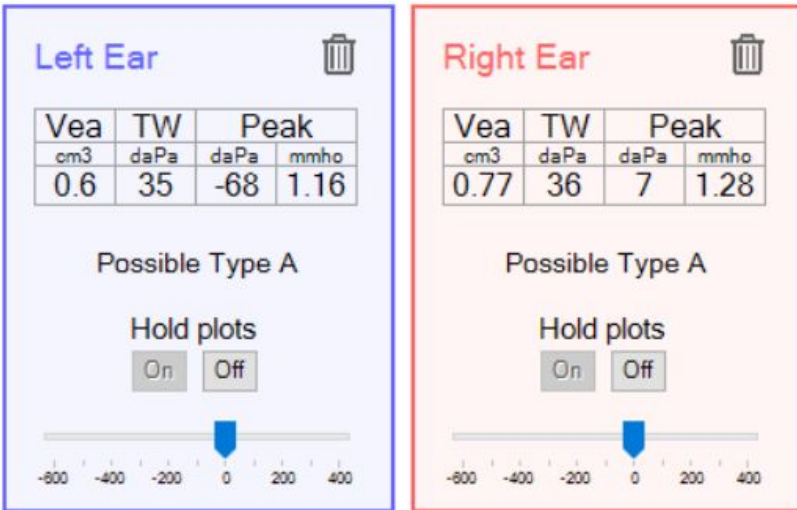 Left Ear
Vea TW Peak
cm3 daPa daPa mmho
0.6 35 -68 1.16
Possible Type A
Hold plots
On Off
-600 -400 -200 0 200 400
Right Ear
Vea TW Peak
cm3 daPa daPa mmho
0.77 36 7 1.28
Possible Type A
Hold plots
On Off
-600 -400 -200 0 200 400